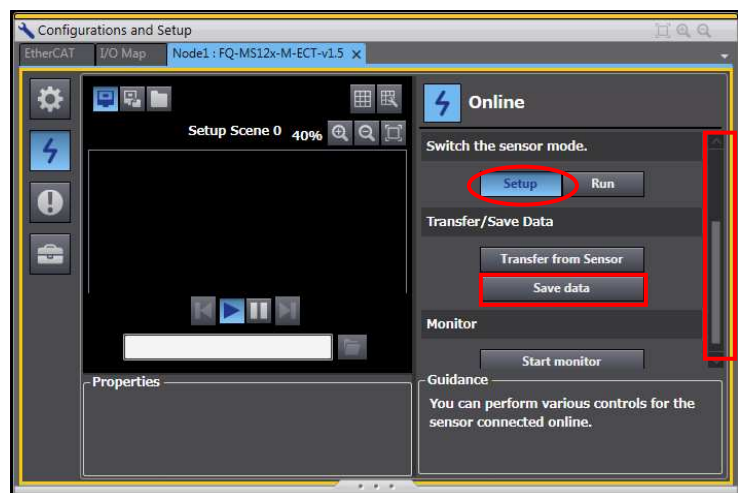 Configurations and Setup
EtherCAT
I/O Map
Node1 : FQ-MS12x-M-ECT-v1.5 x
Setup Scene 0
40%
Online
Switch the sensor mode.
Setup
Run
Transfer/Save Data
Transfer from Sensor
Save data
Monitor
Start monitor
Properties
Guidance
You can perform various controls for the
sensor connected online.